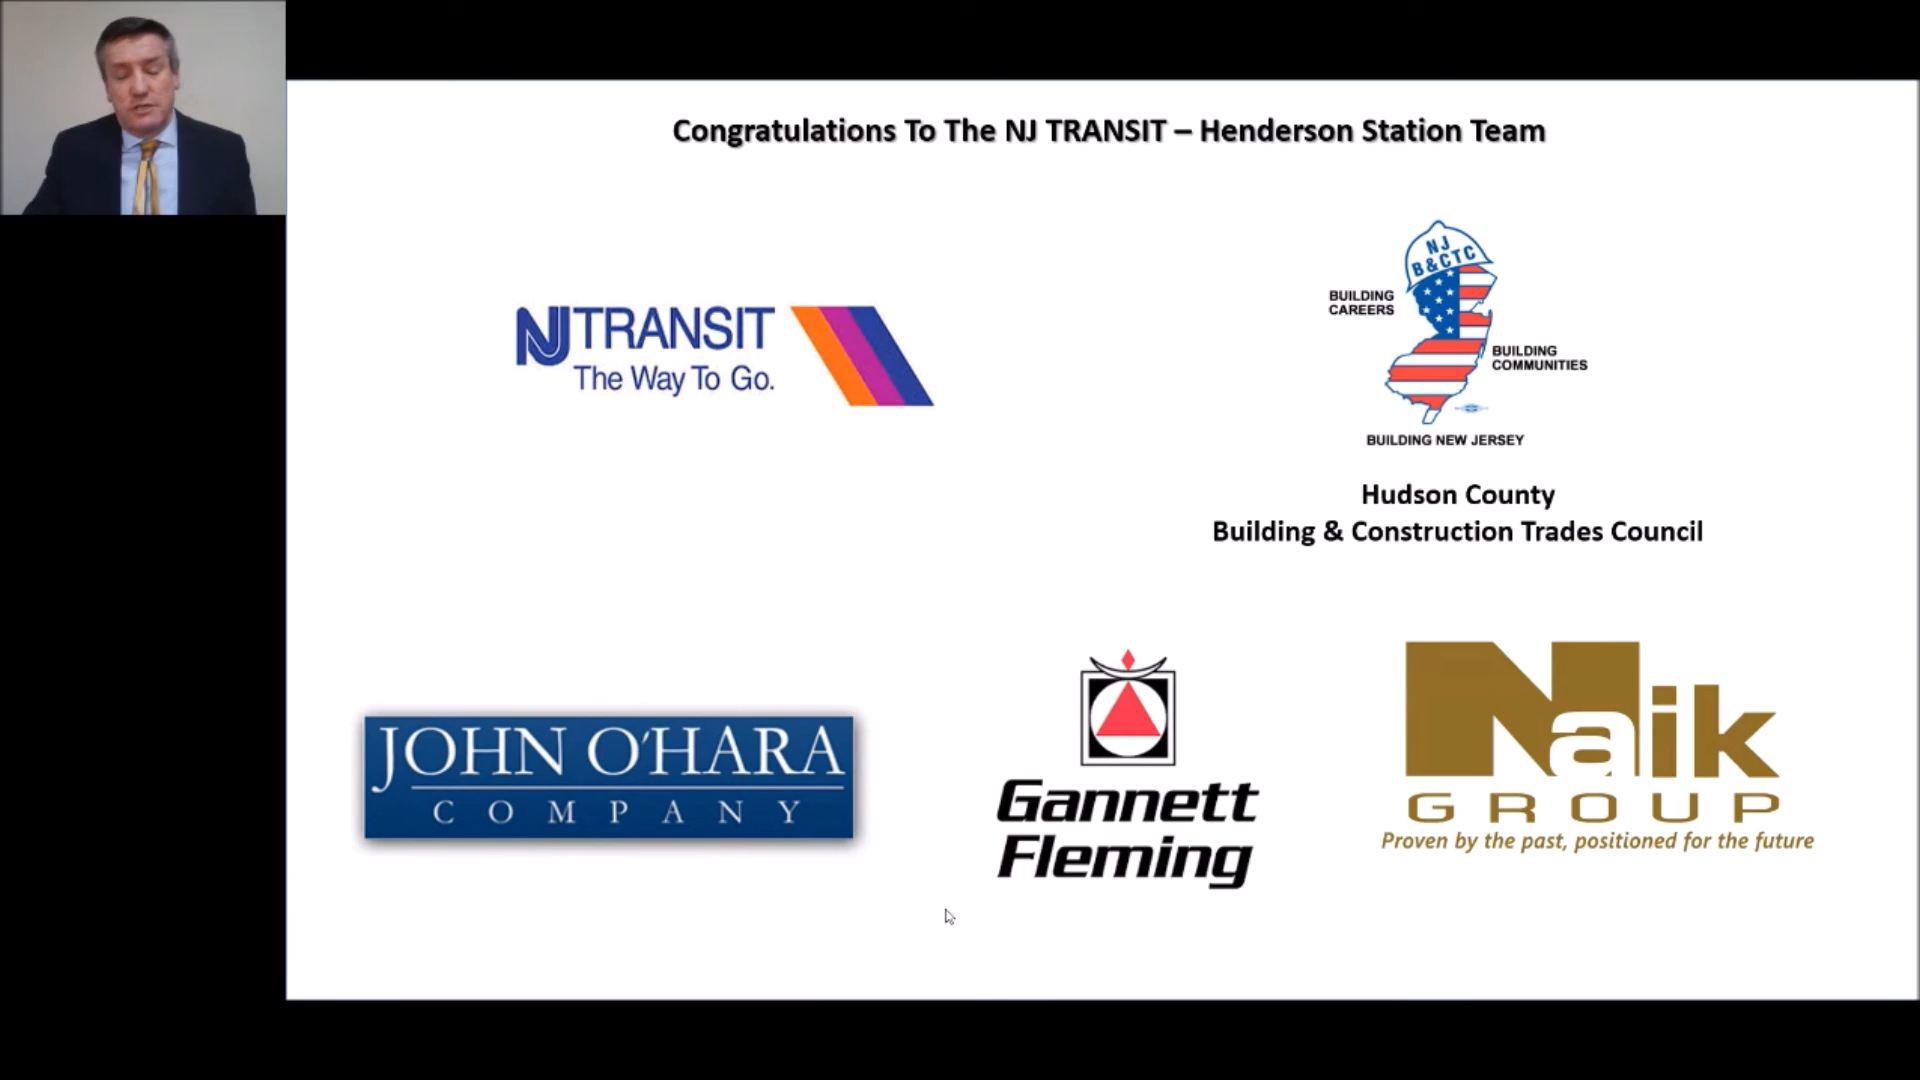 Congratulations To The NJ TRANSIT – Henderson Station Team
NJ TRANSIT
The Way To Go.
NJ
B&CTC
BUILDING
CAREERS
BUILDING
COMMUNITIES
BUILDING NEW JERSEY
Hudson County
Building & Construction Trades Council
JOHN O'HARA
COMPANY
Gannett
Fleming
Naik
GROUP
Proven by the past, positioned for the future